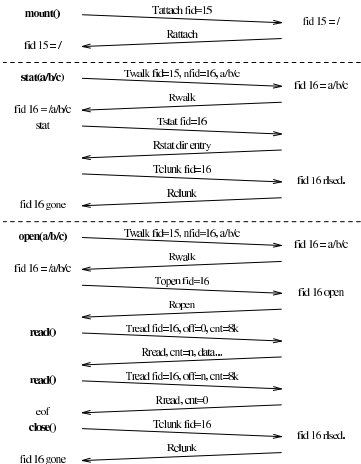 mount()
Tattach fid=15
fid 15 = /
Rattach
fid 15 = /
stat(a/b/c)
Twalk fid=15, nfid=16, a/b/c
fid 16 = a/b/c
Rwalk
fid 16 = /a/b/c
stat
Tstat fid=16
Rstat dir entry
Tclunk fid=16
fid 16 rlsed.
Rclunk
fid 16 gone
open(a/b/c)
Twalk fid=15, nfid=16, a/b/c
fid 16 = a/b/c
Rwalk
fid 16 = /a/b/c
Topen fid=16
fid 16 open
Ropen
read()
Tread fid=16, off=0, cnt=8k
Rread, cnt=n, data...
read()
Tread fid=16, off=n, cnt=8k
Rread, cnt=0
eof
close()
Tclunk fid=16
fid 16 rlsed.
Rclunk
fid 16 gone